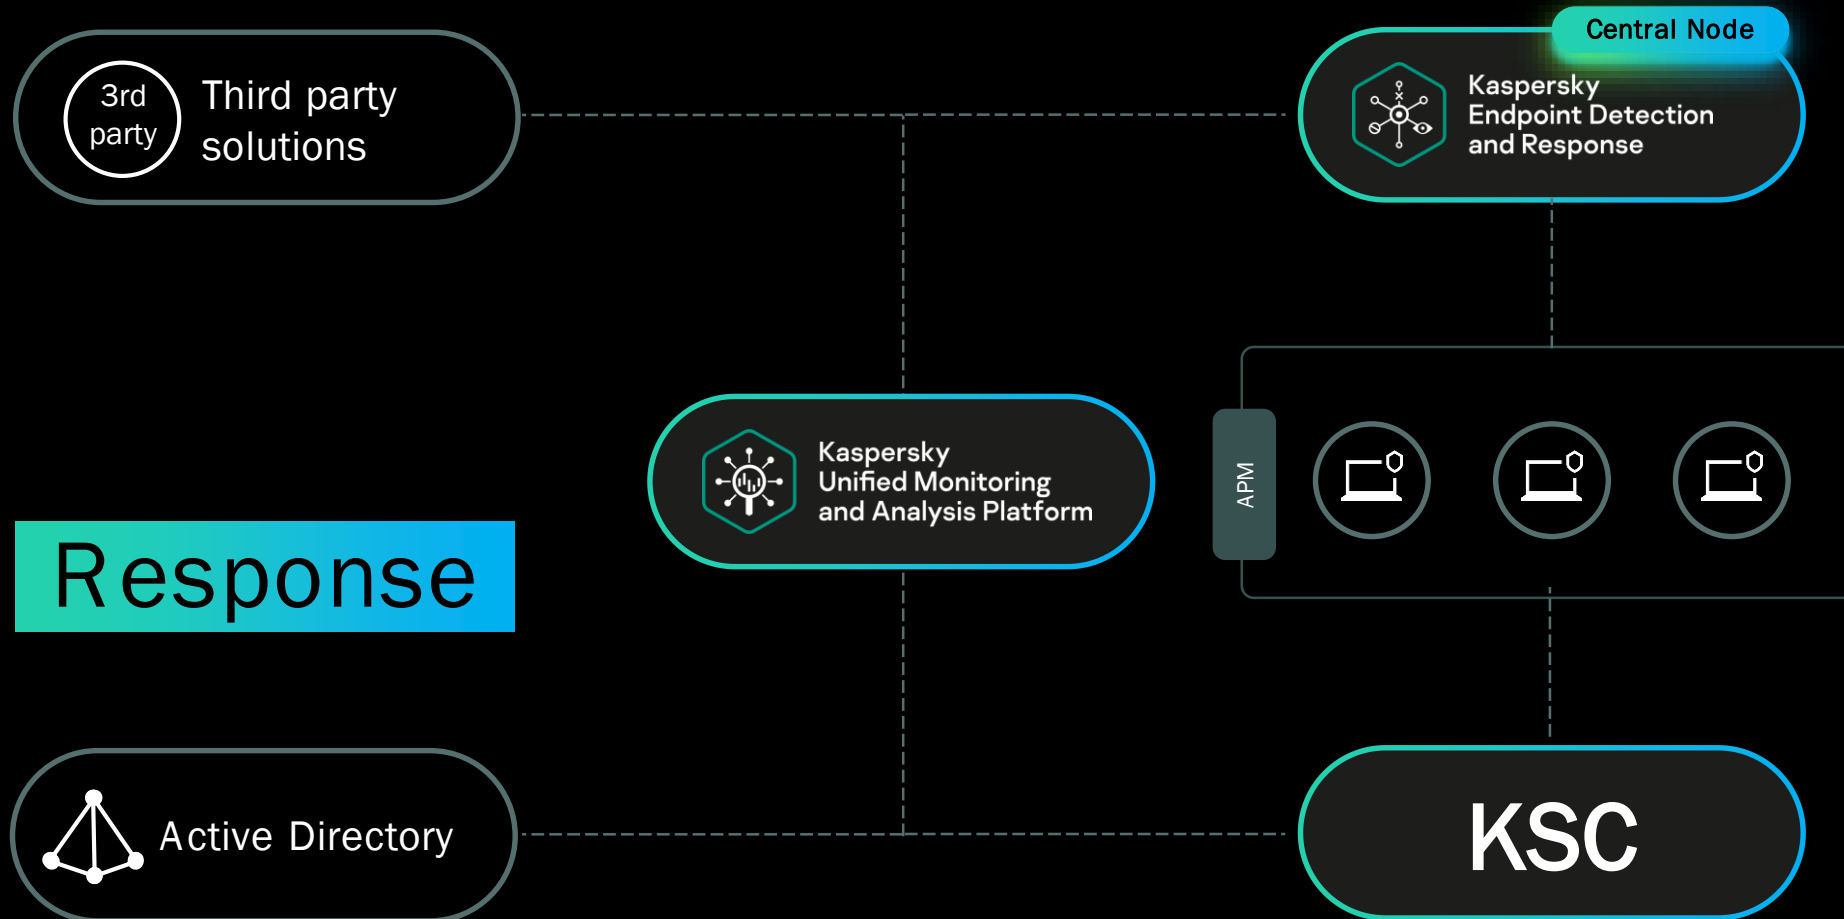 Central Node
3rd
party
Third party
solutions
Kaspersky
Endpoint Detection
and Response
Kaspersky
Unified Monitoring
and Analysis Platform
APM
Response
Active Directory
KSC